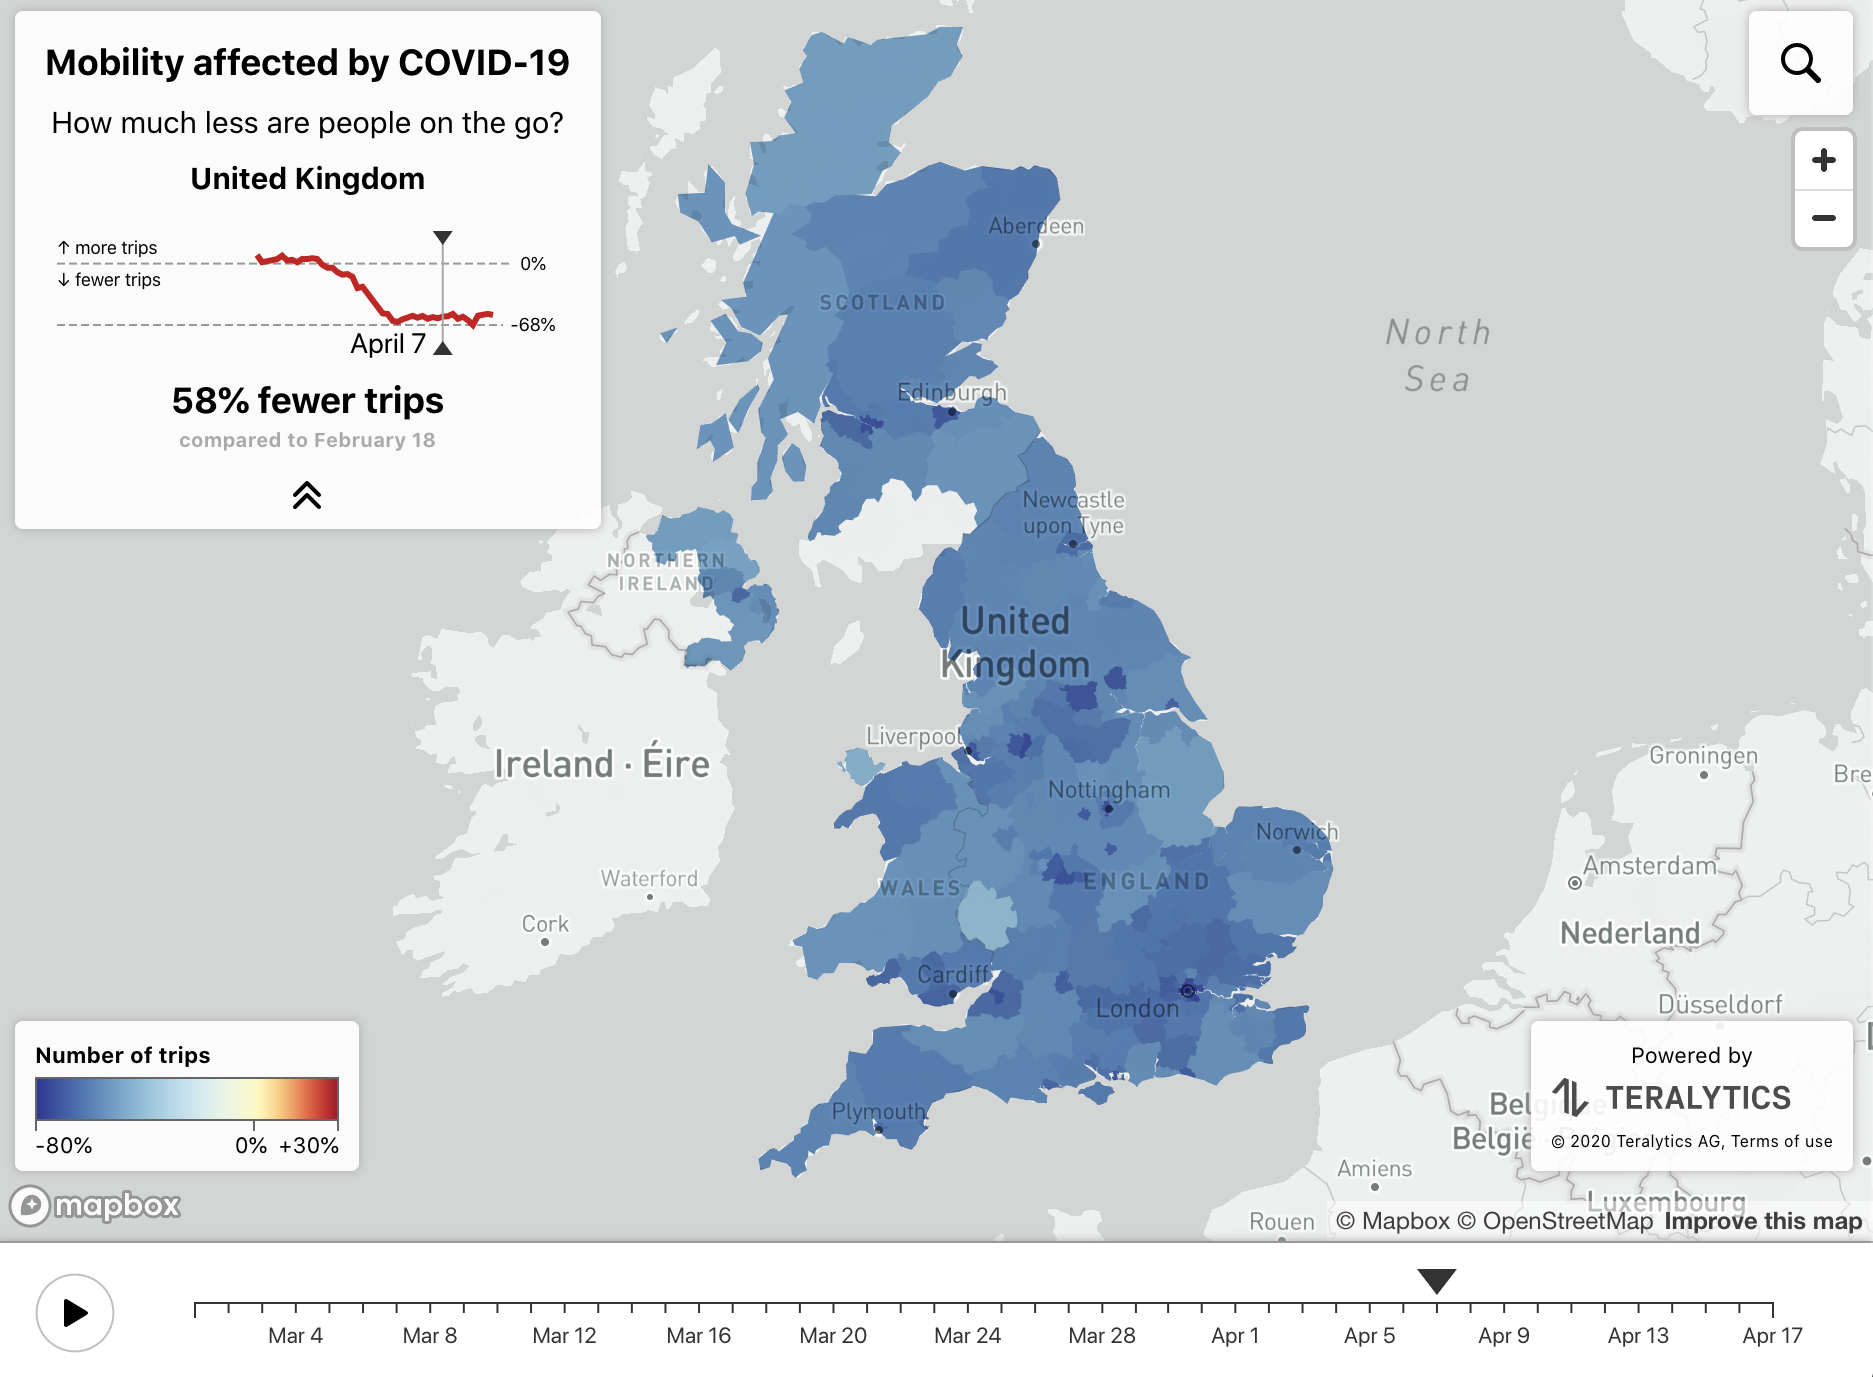 Mobility affected by COVID-19
How much less are people on the go?
United Kingdom
↑ more trips
0%
↓ fewer trips
-68%
April 7
58% fewer trips
compared to February 18
+
−
Aberdeen
SCOTLAND
North
Sea
Edinburgh
Newcastle
upon Tyne
NORTHERN
IRELAND
United
Kingdom
Liverpool
Ireland · Éire
Groningen
Nottingham
Norwich
Amsterdam
Waterford
WALES
ENGLAND
Cork
Nederland
Cardiff
London
Düsseldorf
Number of trips
-80%
0%
+30%
Powered by
TERALYTICS
© 2020 Teralytics AG, Terms of use
Plymouth
Amiens
Luxembourg
Rouen
mapbox
© Mapbox © OpenStreetMap Improve this map
Mar 4
Mar 8
Mar 12
Mar 16
Mar 20
Mar 24
Mar 28
Apr 1
Apr 5
Apr 9
Apr 13
Apr 17